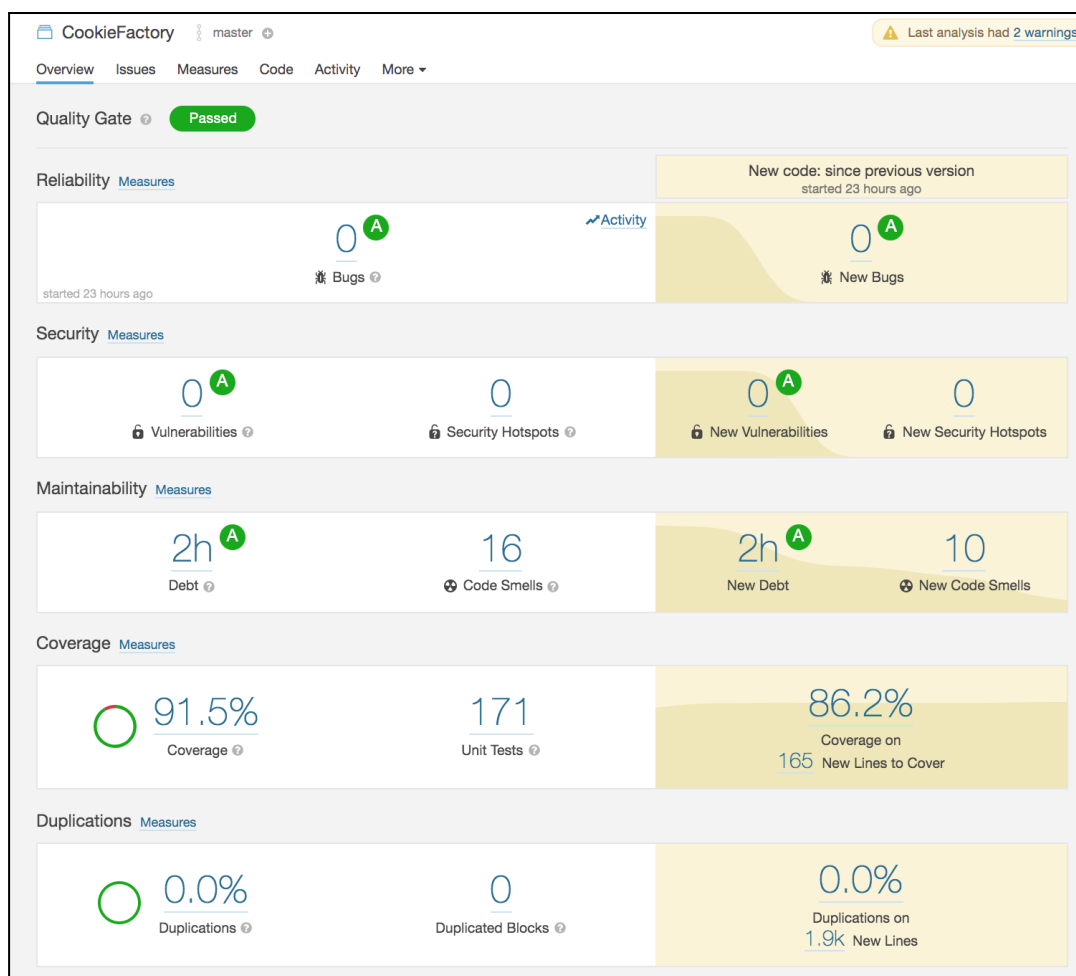 CookieFactory master
Last analysis had 2 warnings
Overview Issues Measures Code Activity More
Quality Gate ? Passed
Reliability Measures
New code: since previous version
started 23 hours ago
Activity
0 A
Bugs ?
started 23 hours ago
0 A
New Bugs
Security Measures
0 A
Vulnerabilities ?
0
Security Hotspots ?
0 A
New Vulnerabilities
0
New Security Hotspots
Maintainability Measures
2h A
Debt ?
16
Code Smells ?
2h A
New Debt
10
New Code Smells
Coverage Measures
91.5%
Coverage ?
171
Unit Tests ?
86.2%
Coverage on
165 New Lines to Cover
Duplications Measures
0.0%
Duplications ?
0
Duplicated Blocks ?
0.0%
Duplications on
1.9k New Lines